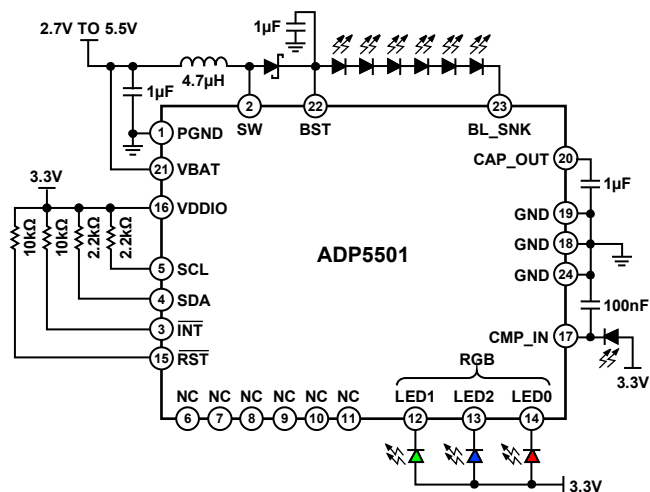 2.7V TO 5.5V
1µF
4.7µH
1µF
2
SW
22
BST
23
BL_SNK
1
PGND
21
VBAT
16
VDDIO
3.3V
10kΩ
10kΩ
2.2kΩ
2.2kΩ
5
SCL
4
SDA
3
INT
15
RST
ADP5501
CAP_OUT
20
1µF
GND
19
GND
18
GND
24
100nF
CMP_IN
17
3.3V
RGB
NC
NC
NC
NC
NC
NC
LED1
LED2
LED0
6
7
8
9
10
11
12
13
14
3.3V